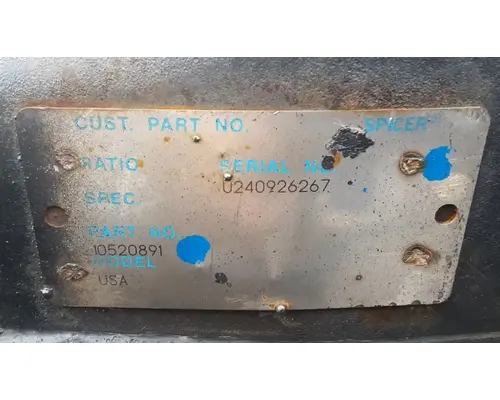 CUST. PART NO. SPICER
RATIO SERIAL NO.
U240926267
SPEC.
PART NO.
10520891
MODEL
USA